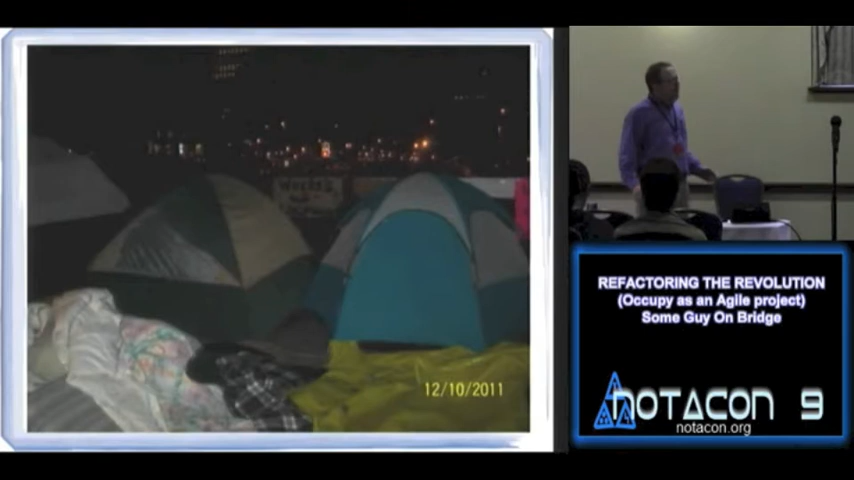 12/10/2011
REFACTORING THE REVOLUTION
(Occupy as an Agile project)
Some Guy On Bridge
NOTACON 9
notacon.org